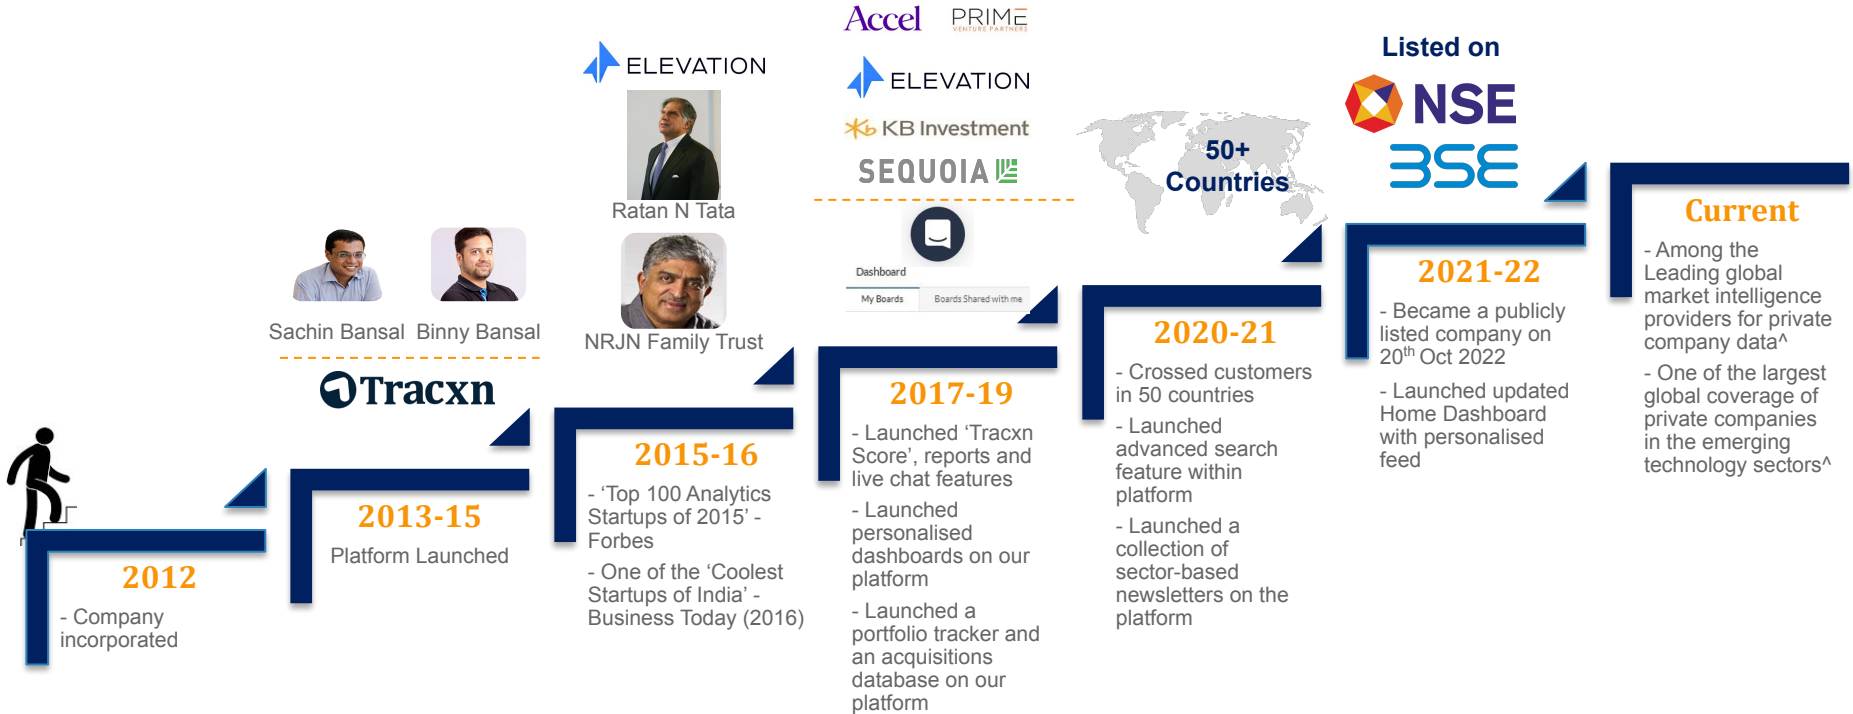 2012
- Company
incorporated
Sachin Bansal Binny Bansal
Tracxn
2013-15
Platform Launched
ELEVATION
Ratan N Tata
NRJN Family Trust
2015-16
- ‘Top 100 Analytics
Startups of 2015’ -
Forbes
- One of the ‘Coolest
Startups of India’ -
Business Today (2016)
Accel PRIME
VENTURE PARTNERS
ELEVATION
Kb KB Investment
SEQUOIA
Dashboard
My Boards Boards Shared with me
2017-19
- Launched ‘Tracxn
Score’, reports and
live chat features
- Launched
personalised
dashboards on our
platform
- Launched a
portfolio tracker and
an acquisitions
database on our
platform
50+
Countries
2020-21
- Crossed customers
in 50 countries
- Launched
advanced search
feature within
platform
- Launched a
collection of
sector-based
newsletters on the
platform
Listed on
NSE
BSE
2021-22
- Became a publicly
listed company on
20th Oct 2022
- Launched updated
Home Dashboard
with personalised
feed
Current
- Among the
Leading global
market intelligence
providers for private
company data^
- One of the largest
global coverage of
private companies
in the emerging
technology sectors^